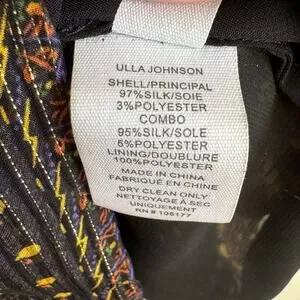 ULLA JOHNSON
SHELL/PRINCIPAL
97%SILK/SOIE
3%POLYESTER
COMBO
95%SILK/SOIE
5%POLYESTER
LINING/DOUBLURE
100%POLYESTER
MADE IN CHINA
FABRIQUÉ EN CHINE
DRY CLEAN ONLY
NETTOYAGE À SEC
UNIQUEMENT
RN # 106177